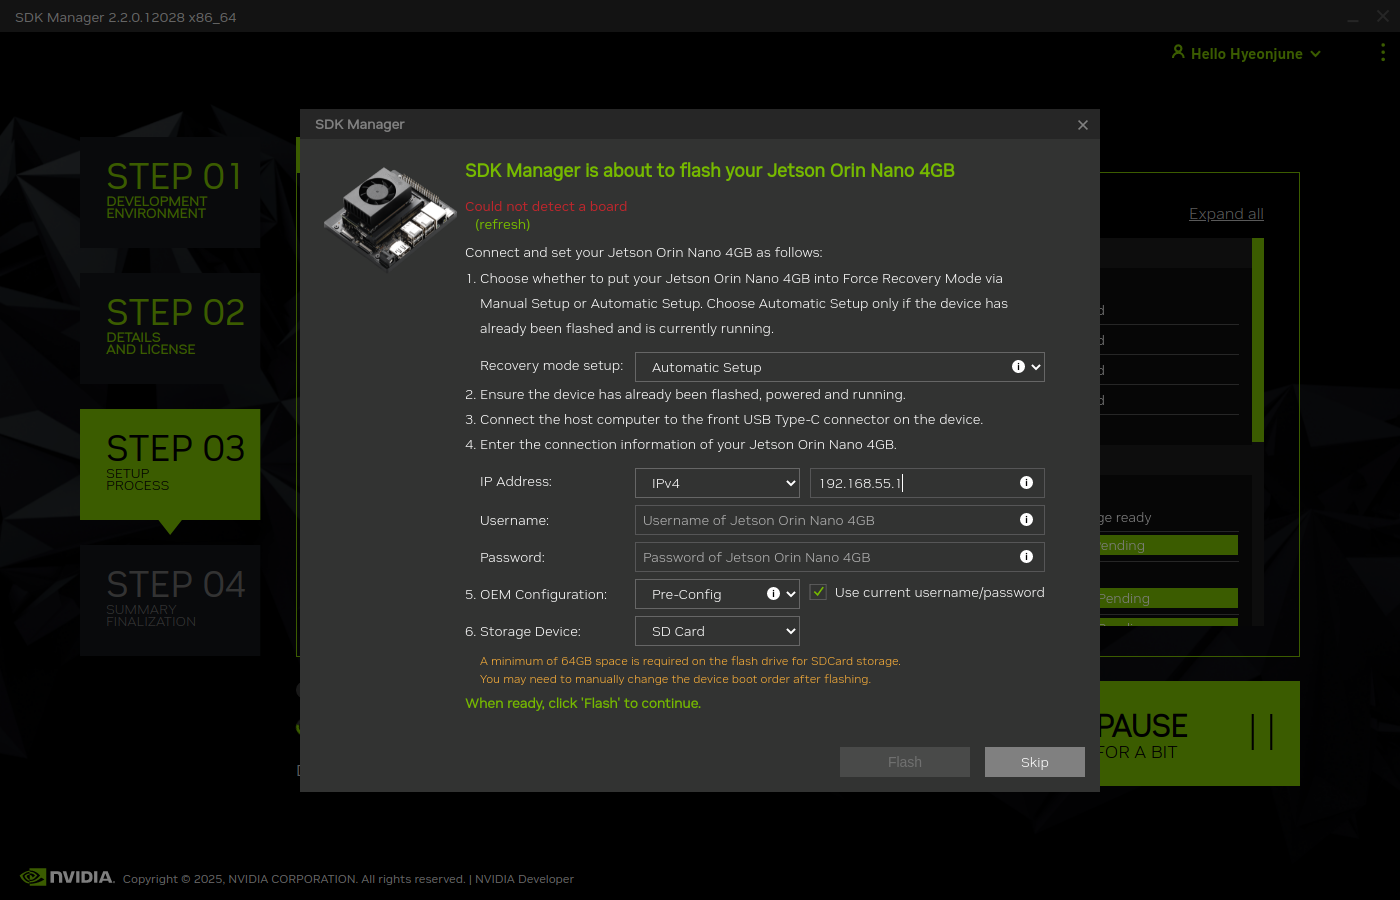 SDK Manager 2.2.0.12028 x86_64
Hello Hyeonjune
STEP 01
DEVELOPMENT
ENVIRONMENT
STEP 02
DETAILS
AND LICENSE
STEP 03
SETUP
PROCESS
STEP 04
SUMMARY
FINALIZATION
Expand all
SDK Manager
SDK Manager is about to flash your Jetson Orin Nano 4GB
Could not detect a board
(refresh)
Connect and set your Jetson Orin Nano 4GB as follows:
1. Choose whether to put your Jetson Orin Nano 4GB into Force Recovery Mode via
Manual Setup or Automatic Setup. Choose Automatic Setup only if the device has
already been flashed and is currently running.
Recovery mode setup: Automatic Setup
2. Ensure the device has already been flashed, powered and running.
3. Connect the host computer to the front USB Type-C connector on the device.
4. Enter the connection information of your Jetson Orin Nano 4GB.
IP Address: IPv4 192.168.55.1
Username: Username of Jetson Orin Nano 4GB
Password: Password of Jetson Orin Nano 4GB
5. OEM Configuration: Pre-Config Use current username/password
6. Storage Device: SD Card
A minimum of 64GB space is required on the flash drive for SDCard storage.
You may need to manually change the device boot order after flashing.
When ready, click 'Flash' to continue.
Flash Skip
ready
Pending
Pending
PAUSE
FOR A BIT
NVIDIA. Copyright © 2025, NVIDIA CORPORATION. All rights reserved. | NVIDIA Developer